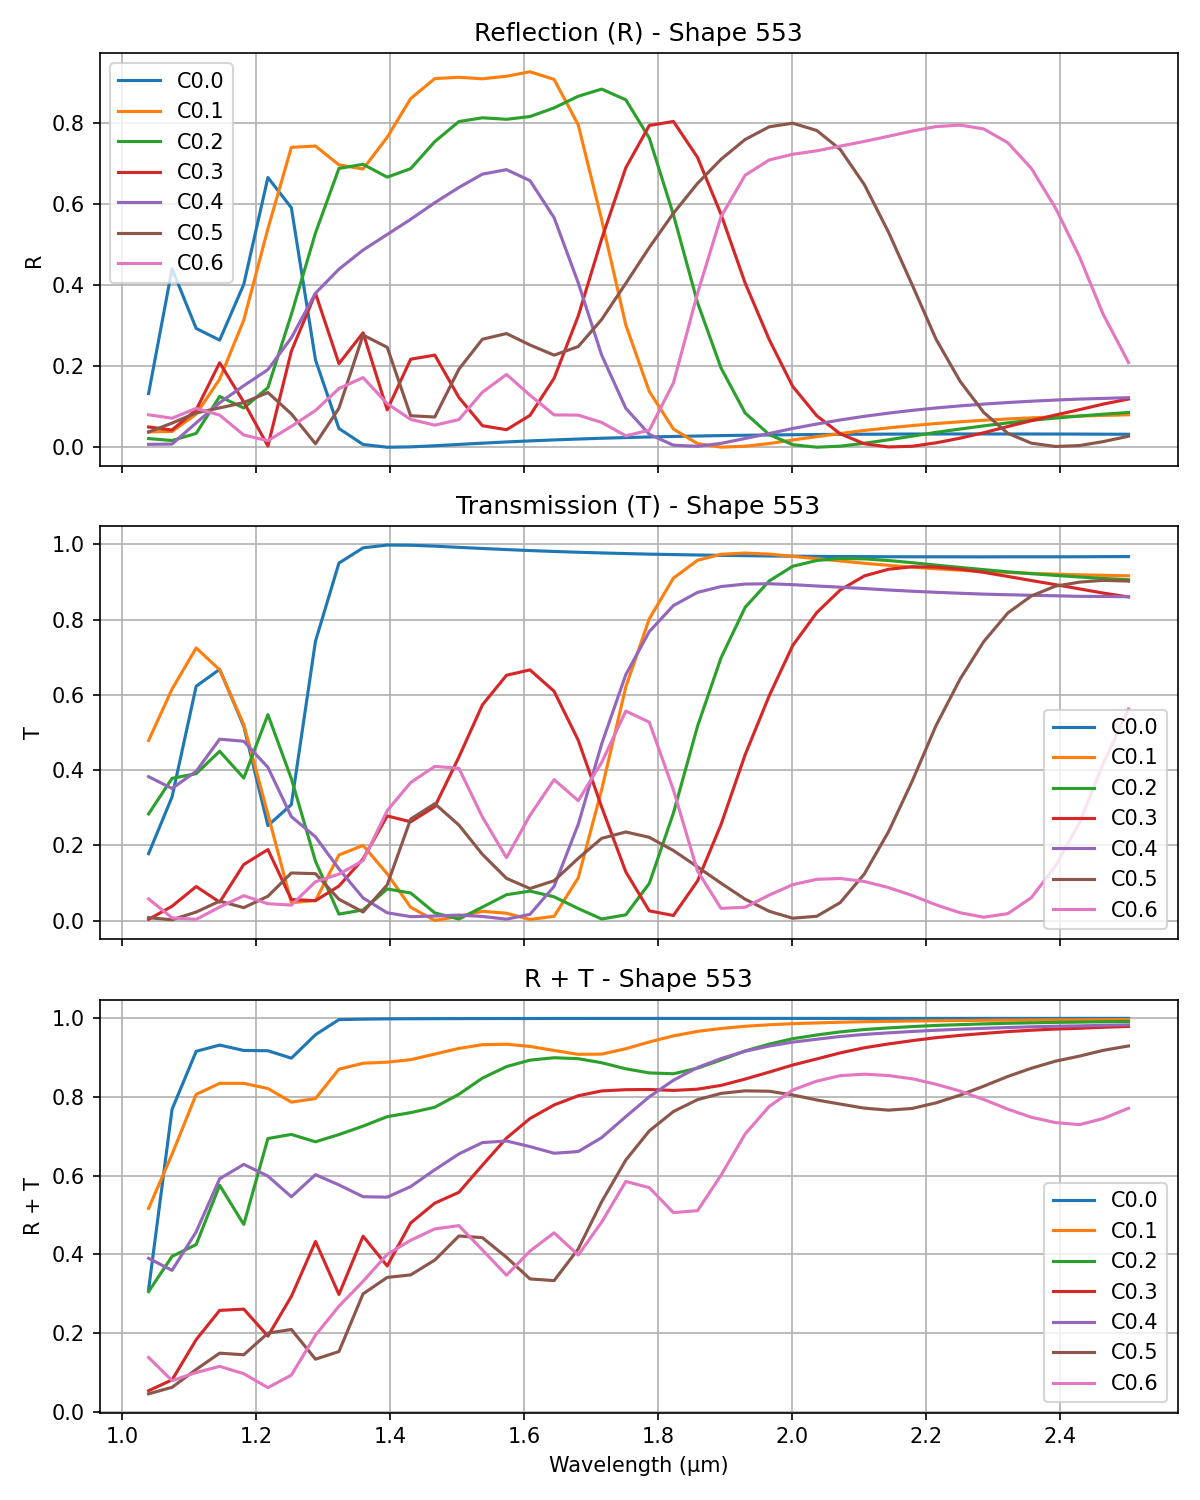 Reflection (R) - Shape 553
C0.0
C0.1
C0.2
C0.3
C0.4
C0.5
C0.6
R
0.8
0.6
0.4
0.2
0.0
Transmission (T) - Shape 553
T
1.0
0.8
0.6
0.4
0.2
0.0
C0.0
C0.1
C0.2
C0.3
C0.4
C0.5
C0.6
R + T - Shape 553
R + T
1.0
0.8
0.6
0.4
0.2
0.0
C0.0
C0.1
C0.2
C0.3
C0.4
C0.5
C0.6
1.0 1.2 1.4 1.6 1.8 2.0 2.2 2.4
Wavelength (μm)